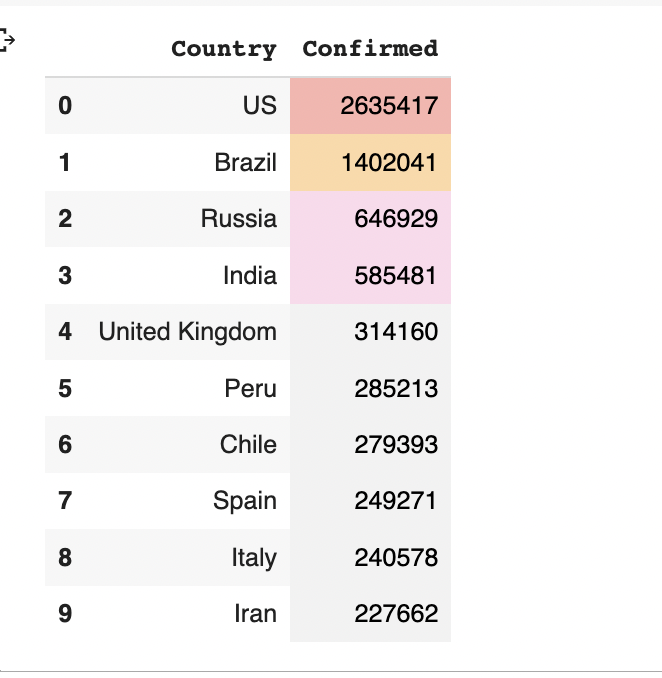 Country Confirmed
0 US 2635417
1 Brazil 1402041
2 Russia 646929
3 India 585481
4 United Kingdom 314160
5 Peru 285213
6 Chile 279393
7 Spain 249271
8 Italy 240578
9 Iran 227662